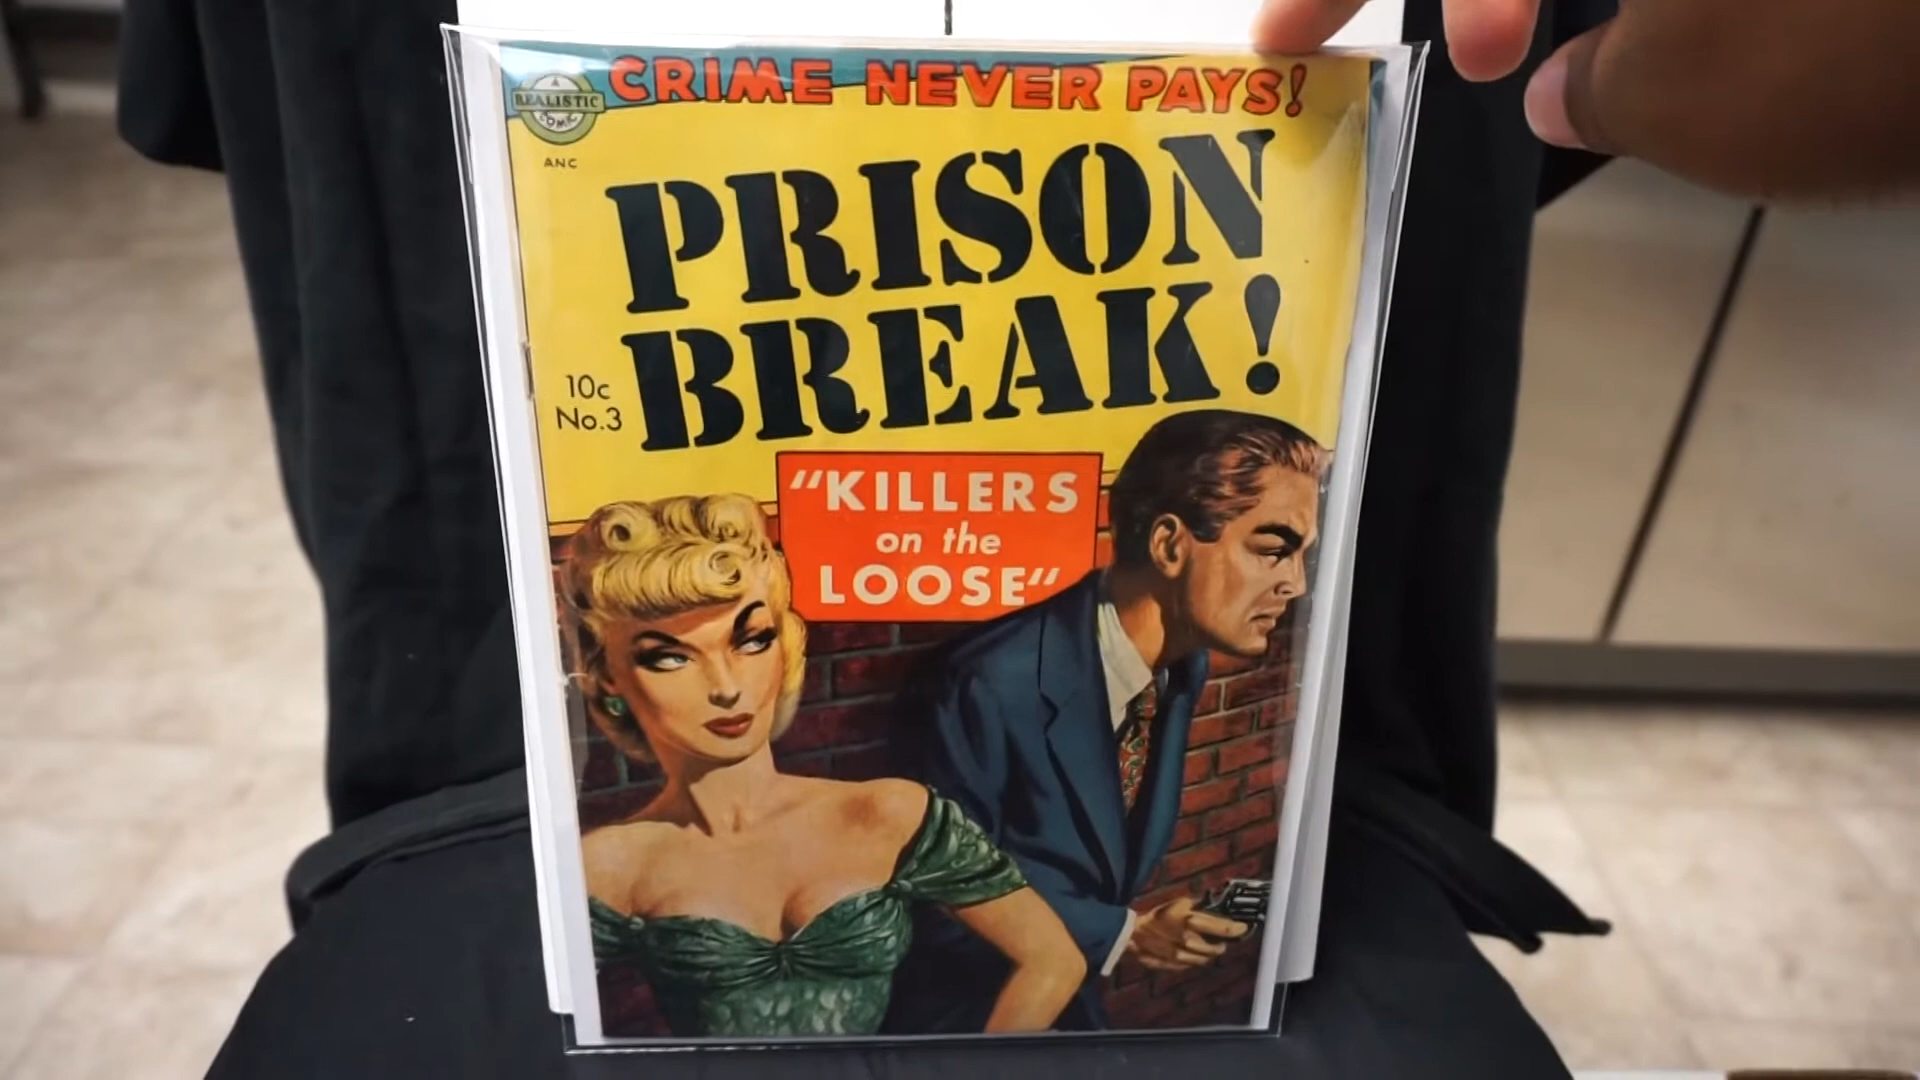 CRIME NEVER PAYS!
A
REALISTIC
COMIC
ANC
PRISON
BREAK!
10c
No.3
"KILLERS
on the
LOOSE"